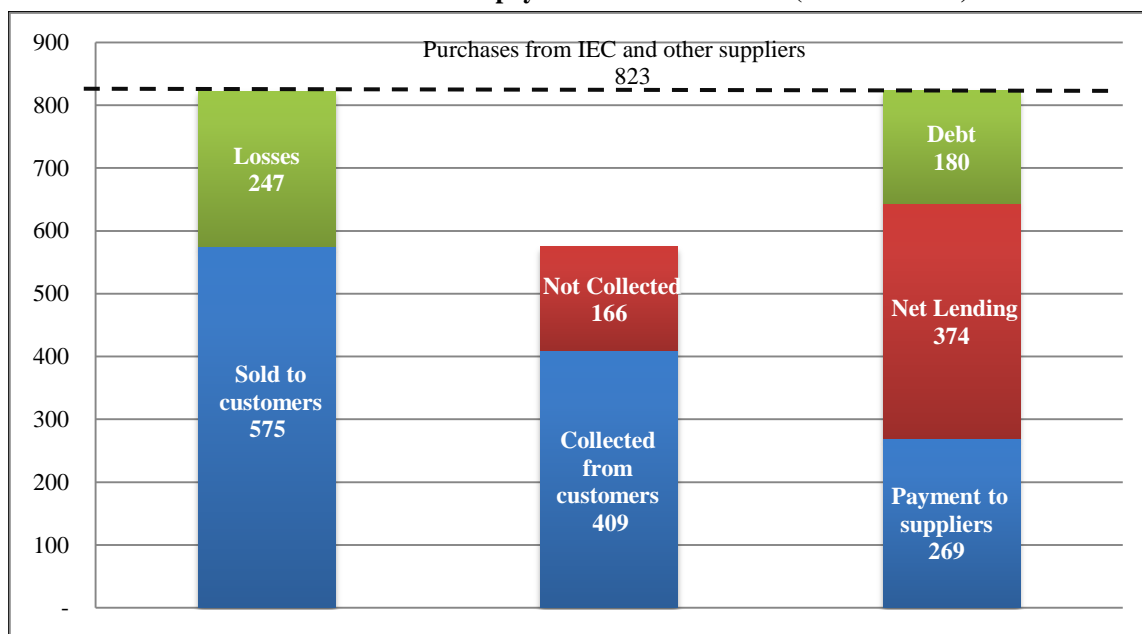 900
800
700
600
500
400
300
200
100
-
Purchases from IEC and other suppliers
823
Losses
247
Sold to
customers
575
Not Collected
166
Collected
from
customers
409
Debt
180
Net Lending
374
Payment to
suppliers
269